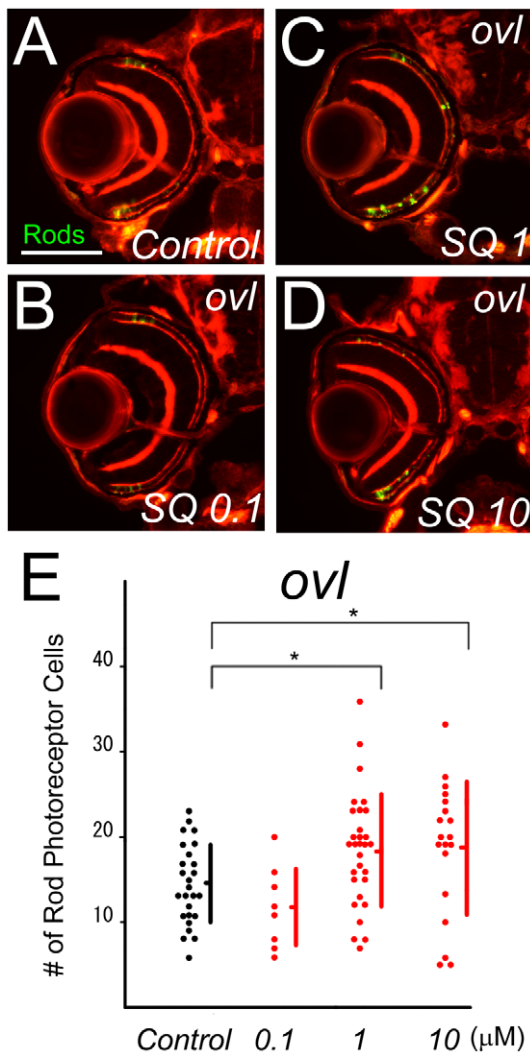 A
Rods
Control
C
ovl
SQ 1
B
ovl
SQ 0.1
D
ovl
SQ 10
E
ovl
*
*
# of Rod Photoreceptor Cells
40
30
20
10
Control 0.1 1 10 (μM)